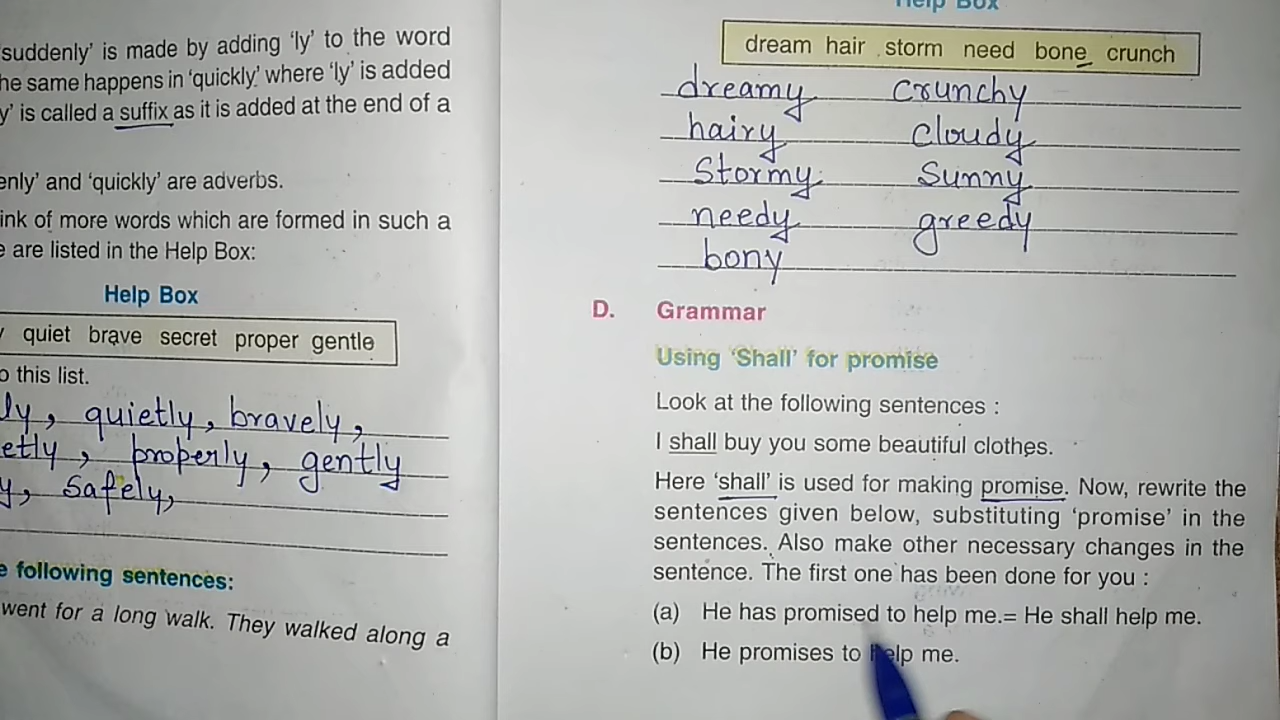 suddenly' is made by adding 'ly' to the word
he same happens in 'quickly' where 'ly' is added
y' is called a suffix as it is added at the end of a
enly' and 'quickly' are adverbs.
ink of more words which are formed in such a
e are listed in the Help Box:
Help Box
y quiet brave secret proper gentle
o this list.
ly, quietly, bravely,
etly, properly, gently
y, Safely,
e following sentences:
went for a long walk. They walked along a
Help Box
dream hair storm need bone crunch
dreamy crunchy
hairy cloudy
Stormy Sunny
needy greedy
bony
D. Grammar
Using 'Shall' for promise
Look at the following sentences :
I shall buy you some beautiful clothes.
Here 'shall' is used for making promise. Now, rewrite the
sentences given below, substituting 'promise' in the
sentences. Also make other necessary changes in the
sentence. The first one has been done for you :
(a) He has promised to help me.= He shall help me.
(b) He promises to help me.